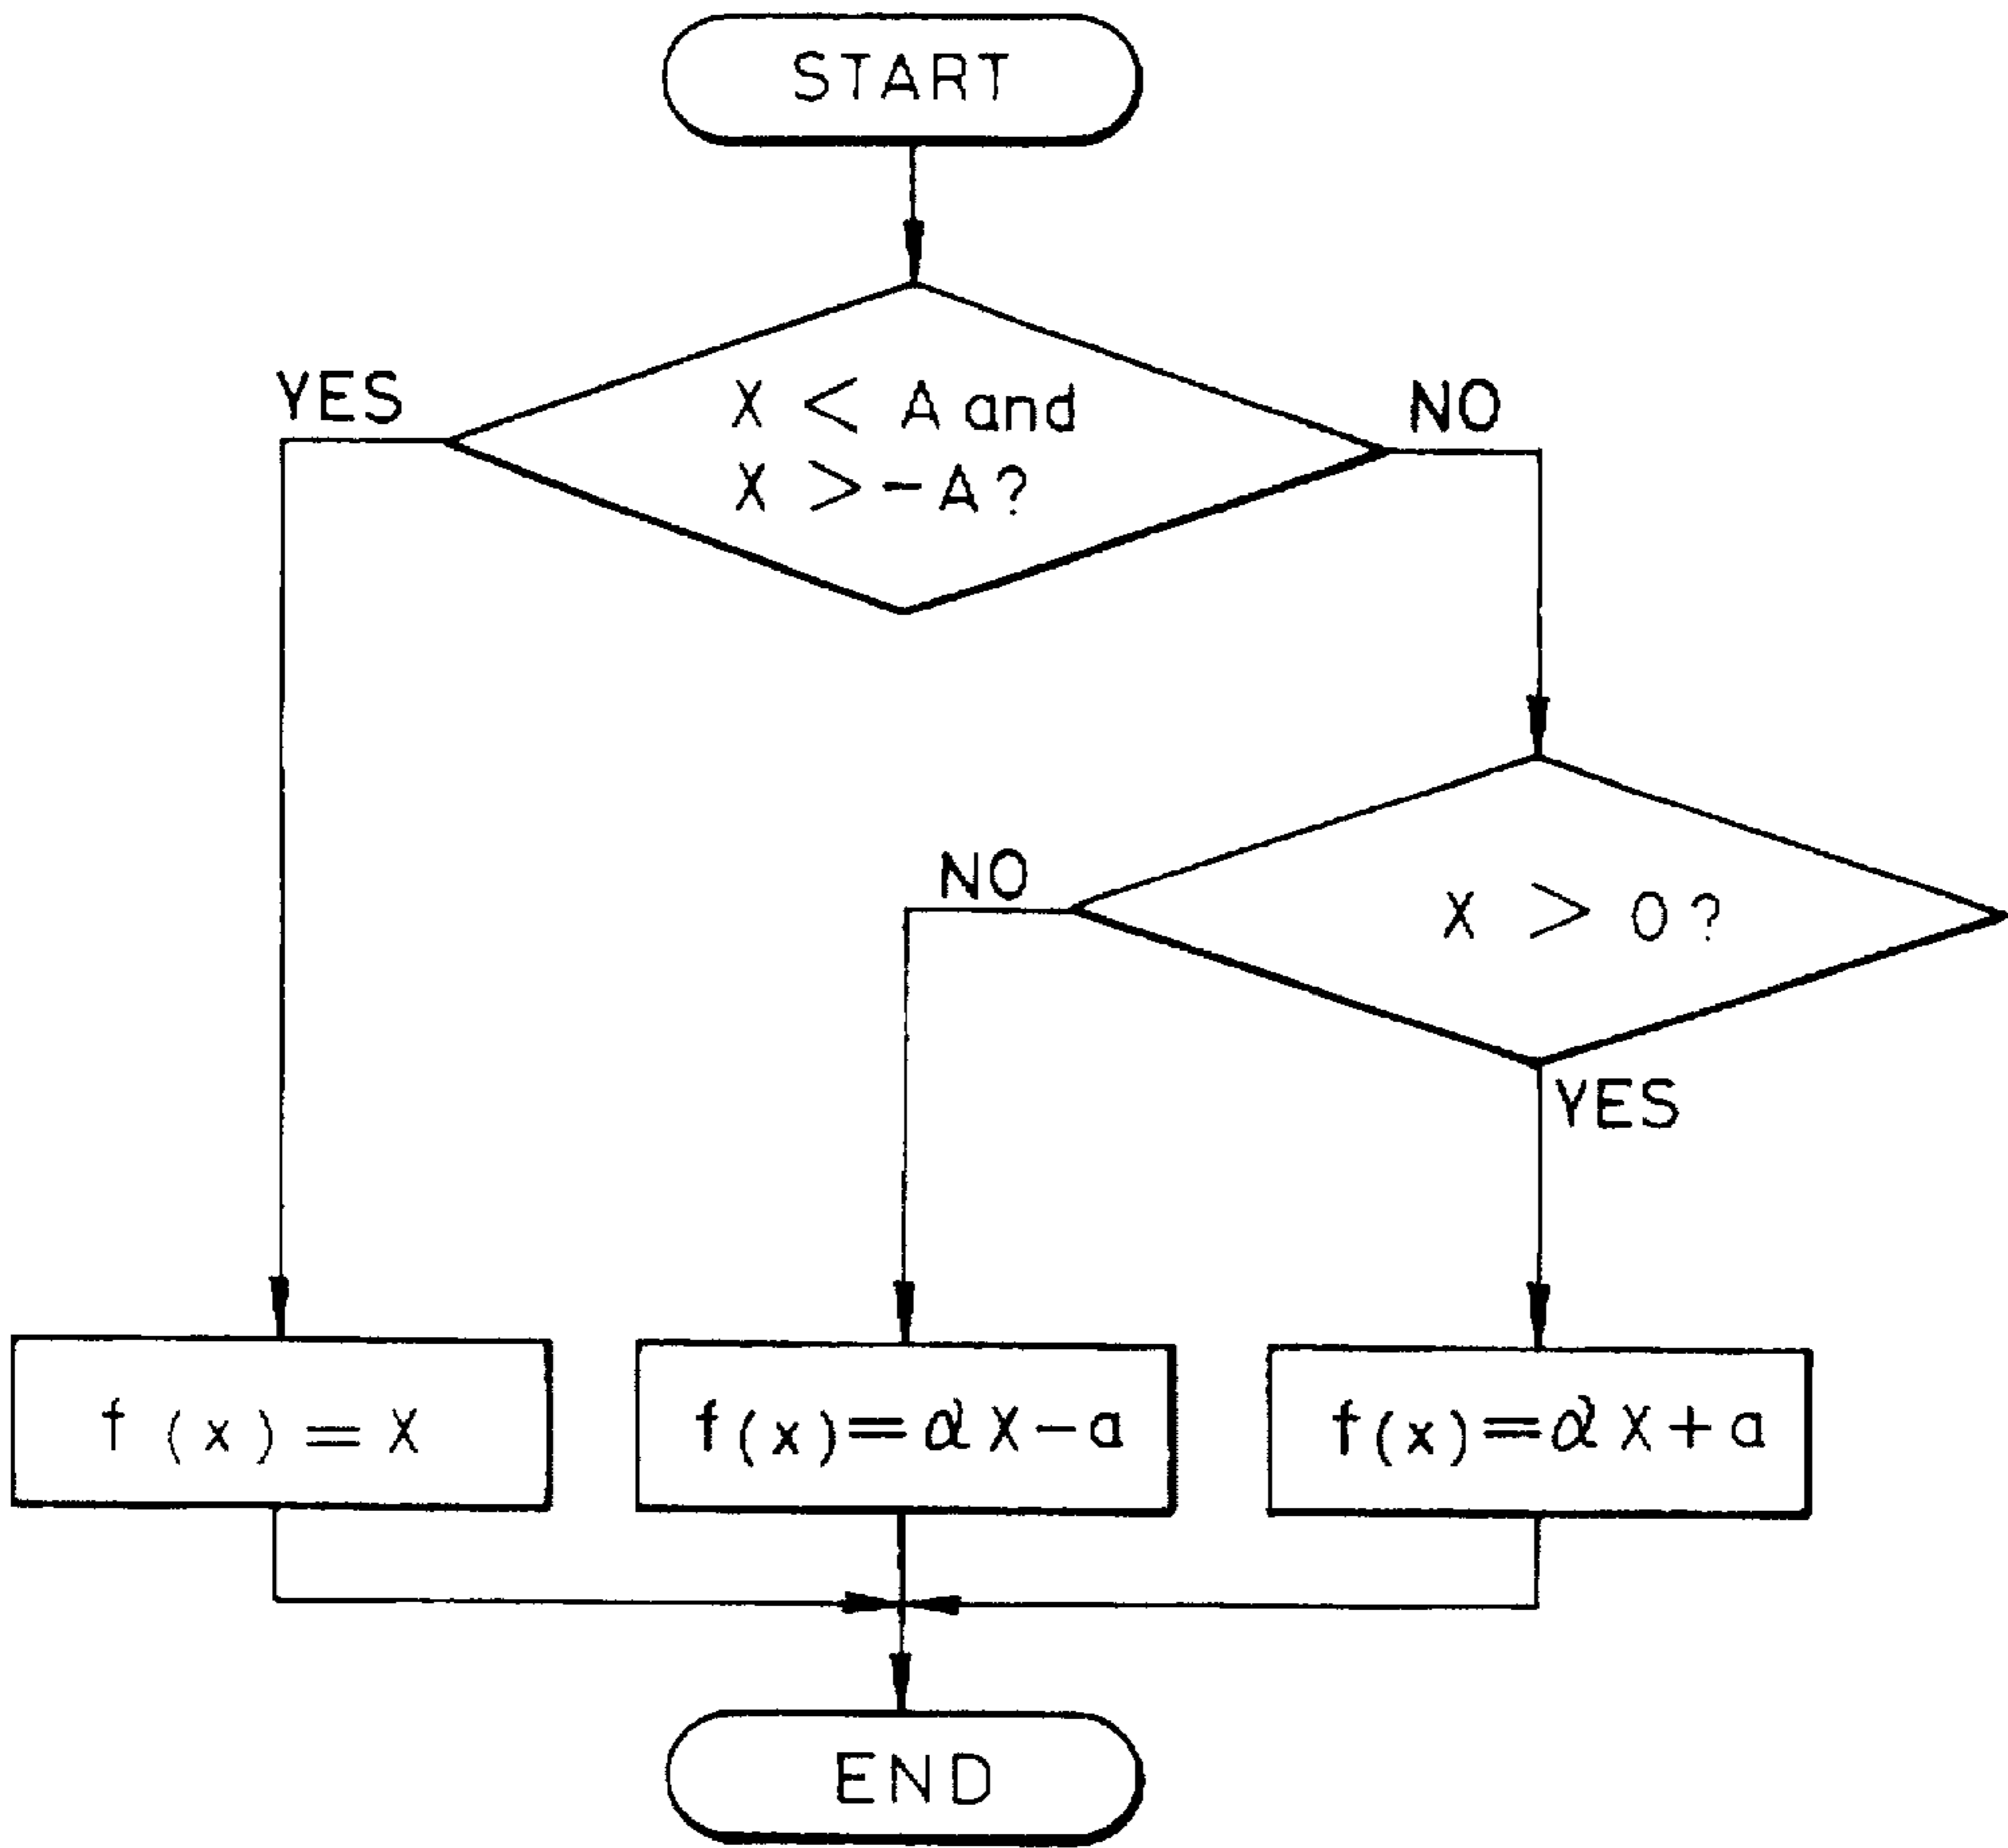 START
YES
X < A and
X > -A?
NO
NO
X > 0?
YES
f (x) = X
f(x) = αX - a
f(x) = αX + a
END